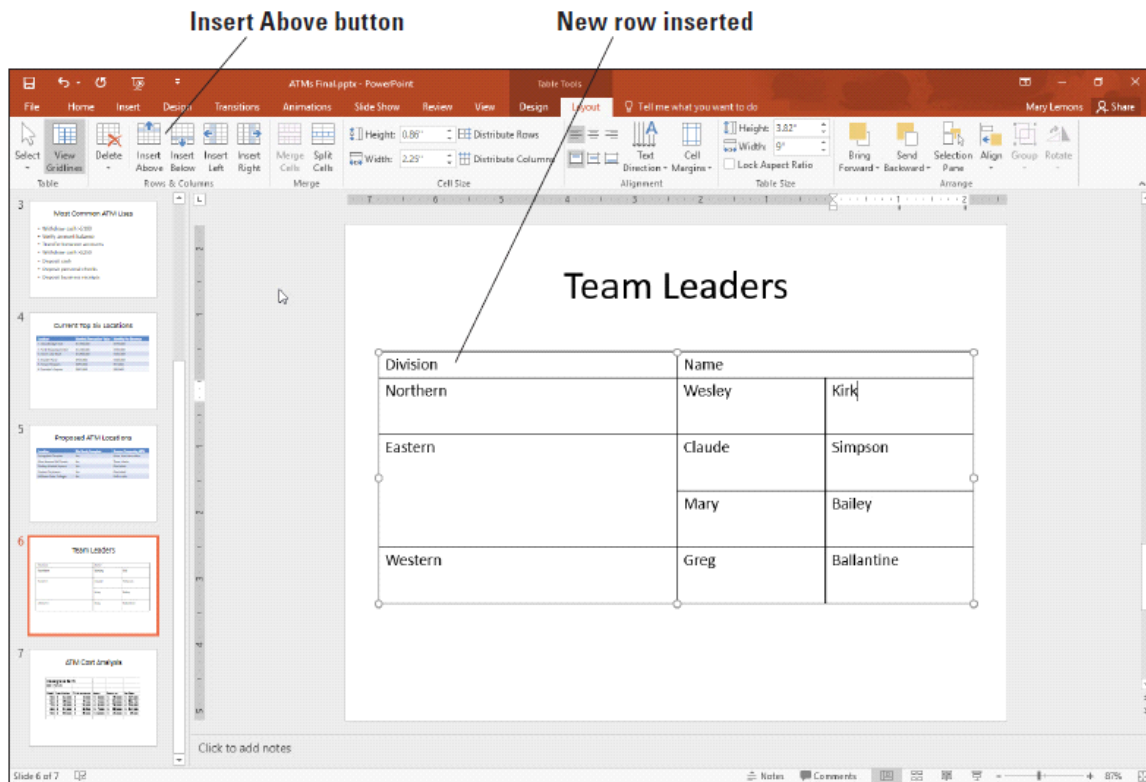 Insert Above button New row inserted
ATMs Final.pptx - PowerPoint Table Tools
File Home Insert Design Transitions Animations Slide Show Review View Design Layout Tell me what you want to do Mary Lemons Share
Height: 0.86" Distribute Rows Height: 3.82"
Width: 2.25" Distribute Columns Width: 9"
Lock Aspect Ratio
Select View Delete Insert Insert Insert Insert Merge Split Text Cell Bring Send Selection Align Group Rotate
Gridlines Above Below Left Right Cells Cells Direction Margins Forward Backward Pane
Table Rows & Columns Merge Cell Size Alignment Table Size Arrange
3
Most Common ATM Uses
4
Current Top Six Locations
5
Proposed ATM Locations
6
Team Leaders
7
ATM Cost Analysis
Team Leaders
Division Name
Northern Wesley Kirk
Eastern Claude Simpson
Mary Bailey
Western Greg Ballantine
Click to add notes
Slide 6 of 7 Notes Comments 87%